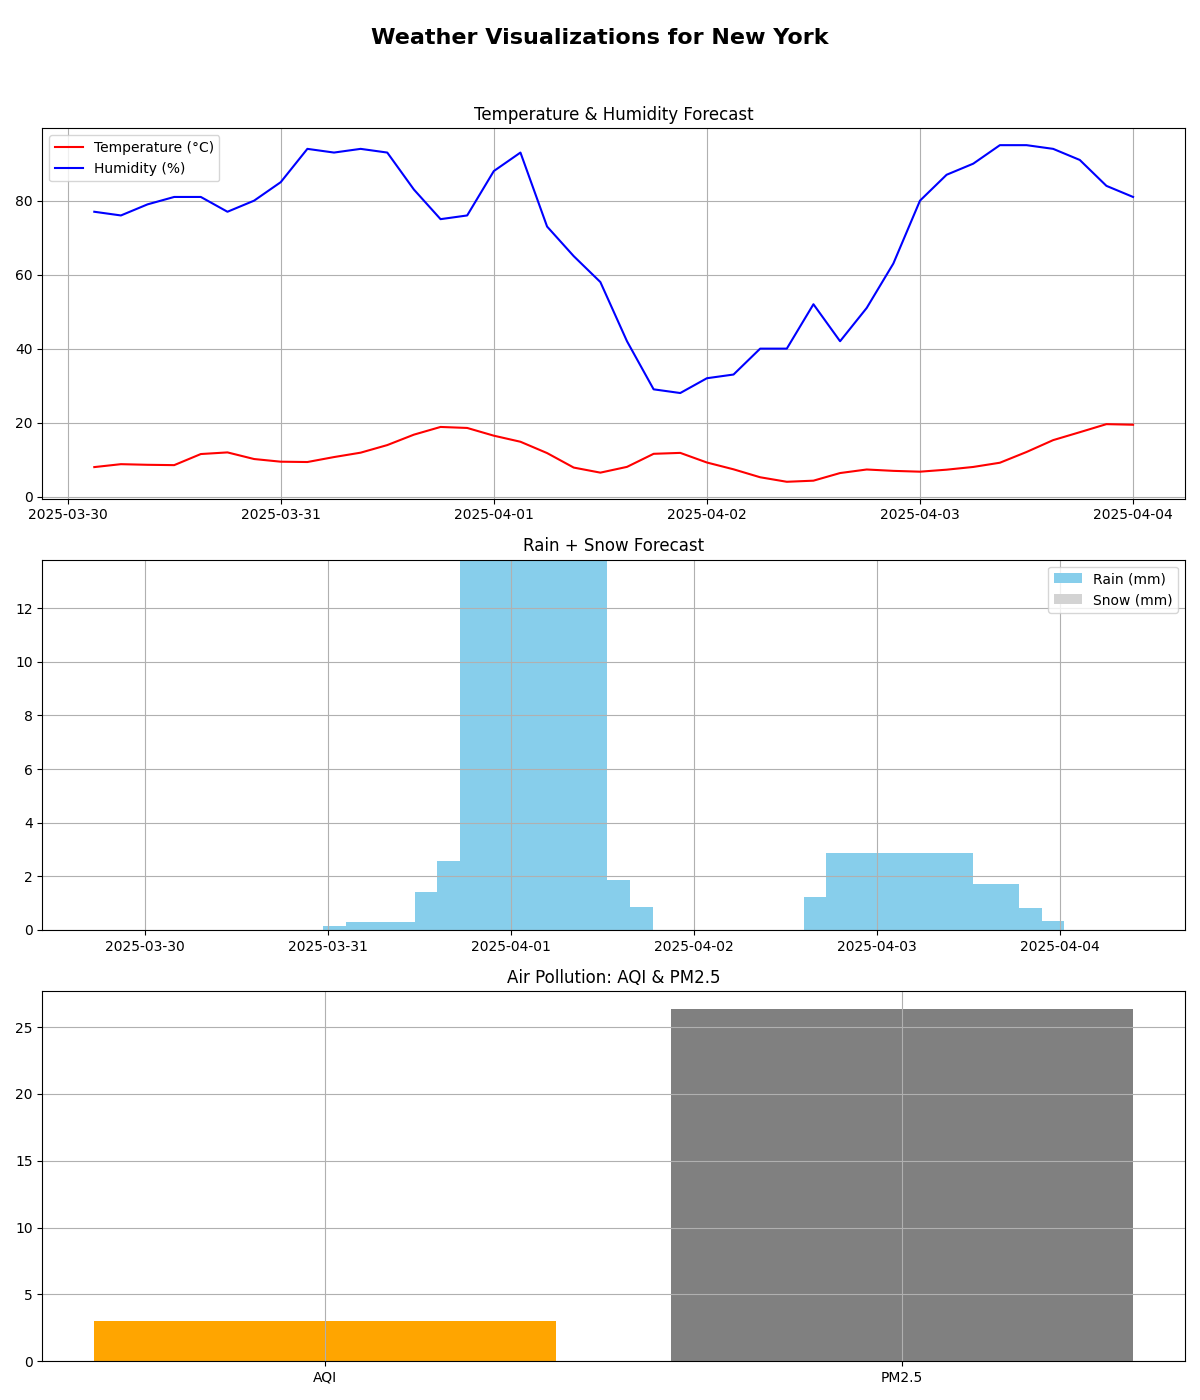 Weather Visualizations for New York
Temperature & Humidity Forecast
Temperature (°C)
Humidity (%)
80
60
40
20
0
2025-03-30 2025-03-31 2025-04-01 2025-04-02 2025-04-03 2025-04-04
Rain + Snow Forecast
Rain (mm)
Snow (mm)
12
10
8
6
4
2
0
2025-03-30 2025-03-31 2025-04-01 2025-04-02 2025-04-03 2025-04-04
Air Pollution: AQI & PM2.5
25
20
15
10
5
0
AQI PM2.5